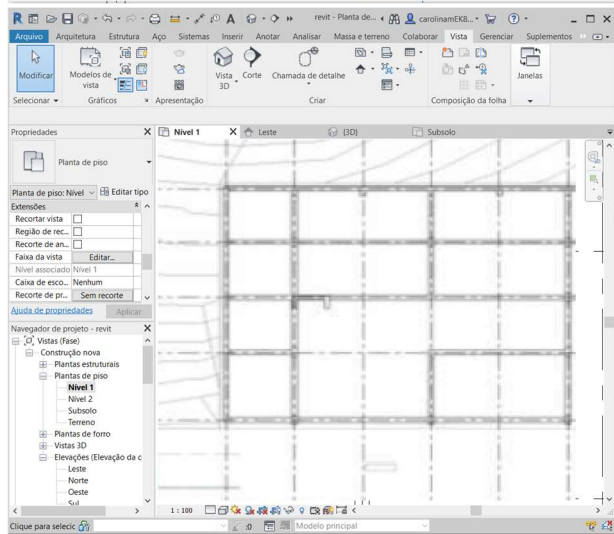 revit - Planta de...
carolinamEK8...
Arquivo Arquitetura Estrutura Aço Sistemas Inserir Anotar Analisar Massa e terreno Colaborar Vista Gerenciar Suplementos
Modificar
Modelos de vista
Vista 3D
Corte
Chamada de detalhe
Janelas
Selecionar
Gráficos
Apresentação
Criar
Composição da folha
Propriedades
Nível 1
Leste
{3D}
Subsolo
Planta de piso
Planta de piso: Nível
Editar tipo
Extensões
Recortar vista
Região de rec...
Recorte de an...
Faixa da vista Editar...
Nível associado Nível 1
Caixa de esco... Nenhum
Recorte de pr... Sem recorte
Ajuda de propriedades
Aplicar
Navegador de projeto - revit
Vistas (Fase)
Construção nova
Plantas estruturais
Plantas de piso
Nível 1
Nível 2
Subsolo
Terreno
Plantas de forro
Vistas 3D
Elevações (Elevação da c
Leste
Norte
Oeste
Sul
1 : 100
Clique para selecic
:0
Modelo principal